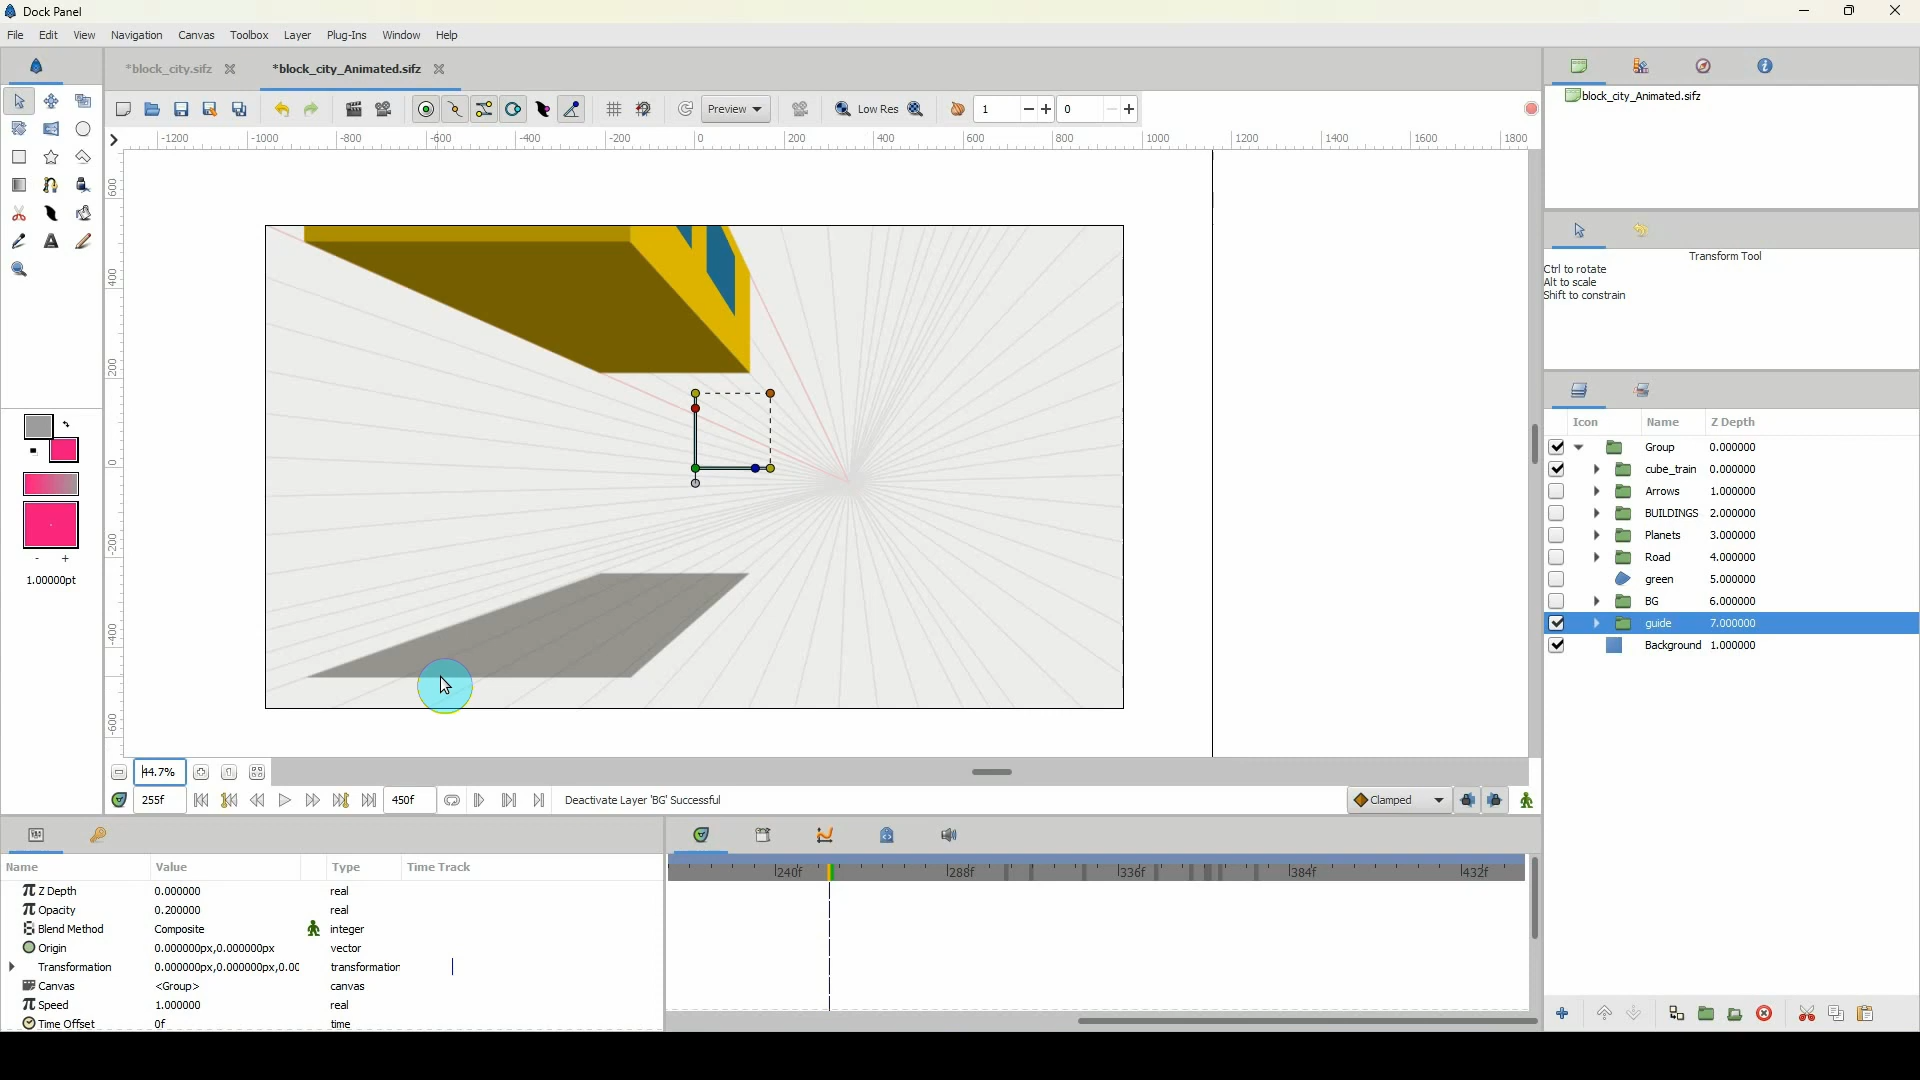 Dock Panel
File Edit View Navigation Canvas Toolbox Layer Plug-Ins Window Help
*block_city.sifz *block_city_Animated.sifz
Preview Low Res 1 0
-1200 -1000 -800 -600 -400 -200 0 200 400 600 800 1000 1200 1400 1600 1800
600
400
200
0
-200
-400
-600
block_city_Animated.sifz
Transform Tool
Ctrl to rotate
Alt to scale
Shift to constrain
Icon Name Z Depth
Group 0.000000
cube_train 0.000000
Arrows 1.000000
BUILDINGS 2.000000
Planets 3.000000
Road 4.000000
green 5.000000
BG 6.000000
guide 7.000000
Background 1.000000
- +
1.00000pt
44.7%
255f 450f Deactivate Layer 'BG' Successful Clamped
Name Value Type Time Track
Z Depth 0.000000 real
Opacity 0.200000 real
Blend Method Composite integer
Origin 0.000000px,0.000000px vector
Transformation 0.000000px,0.000000px,0.00 transformation
Canvas <Group> canvas
Speed 1.000000 real
Time Offset 0f time
240f 288f 336f 384f 432f